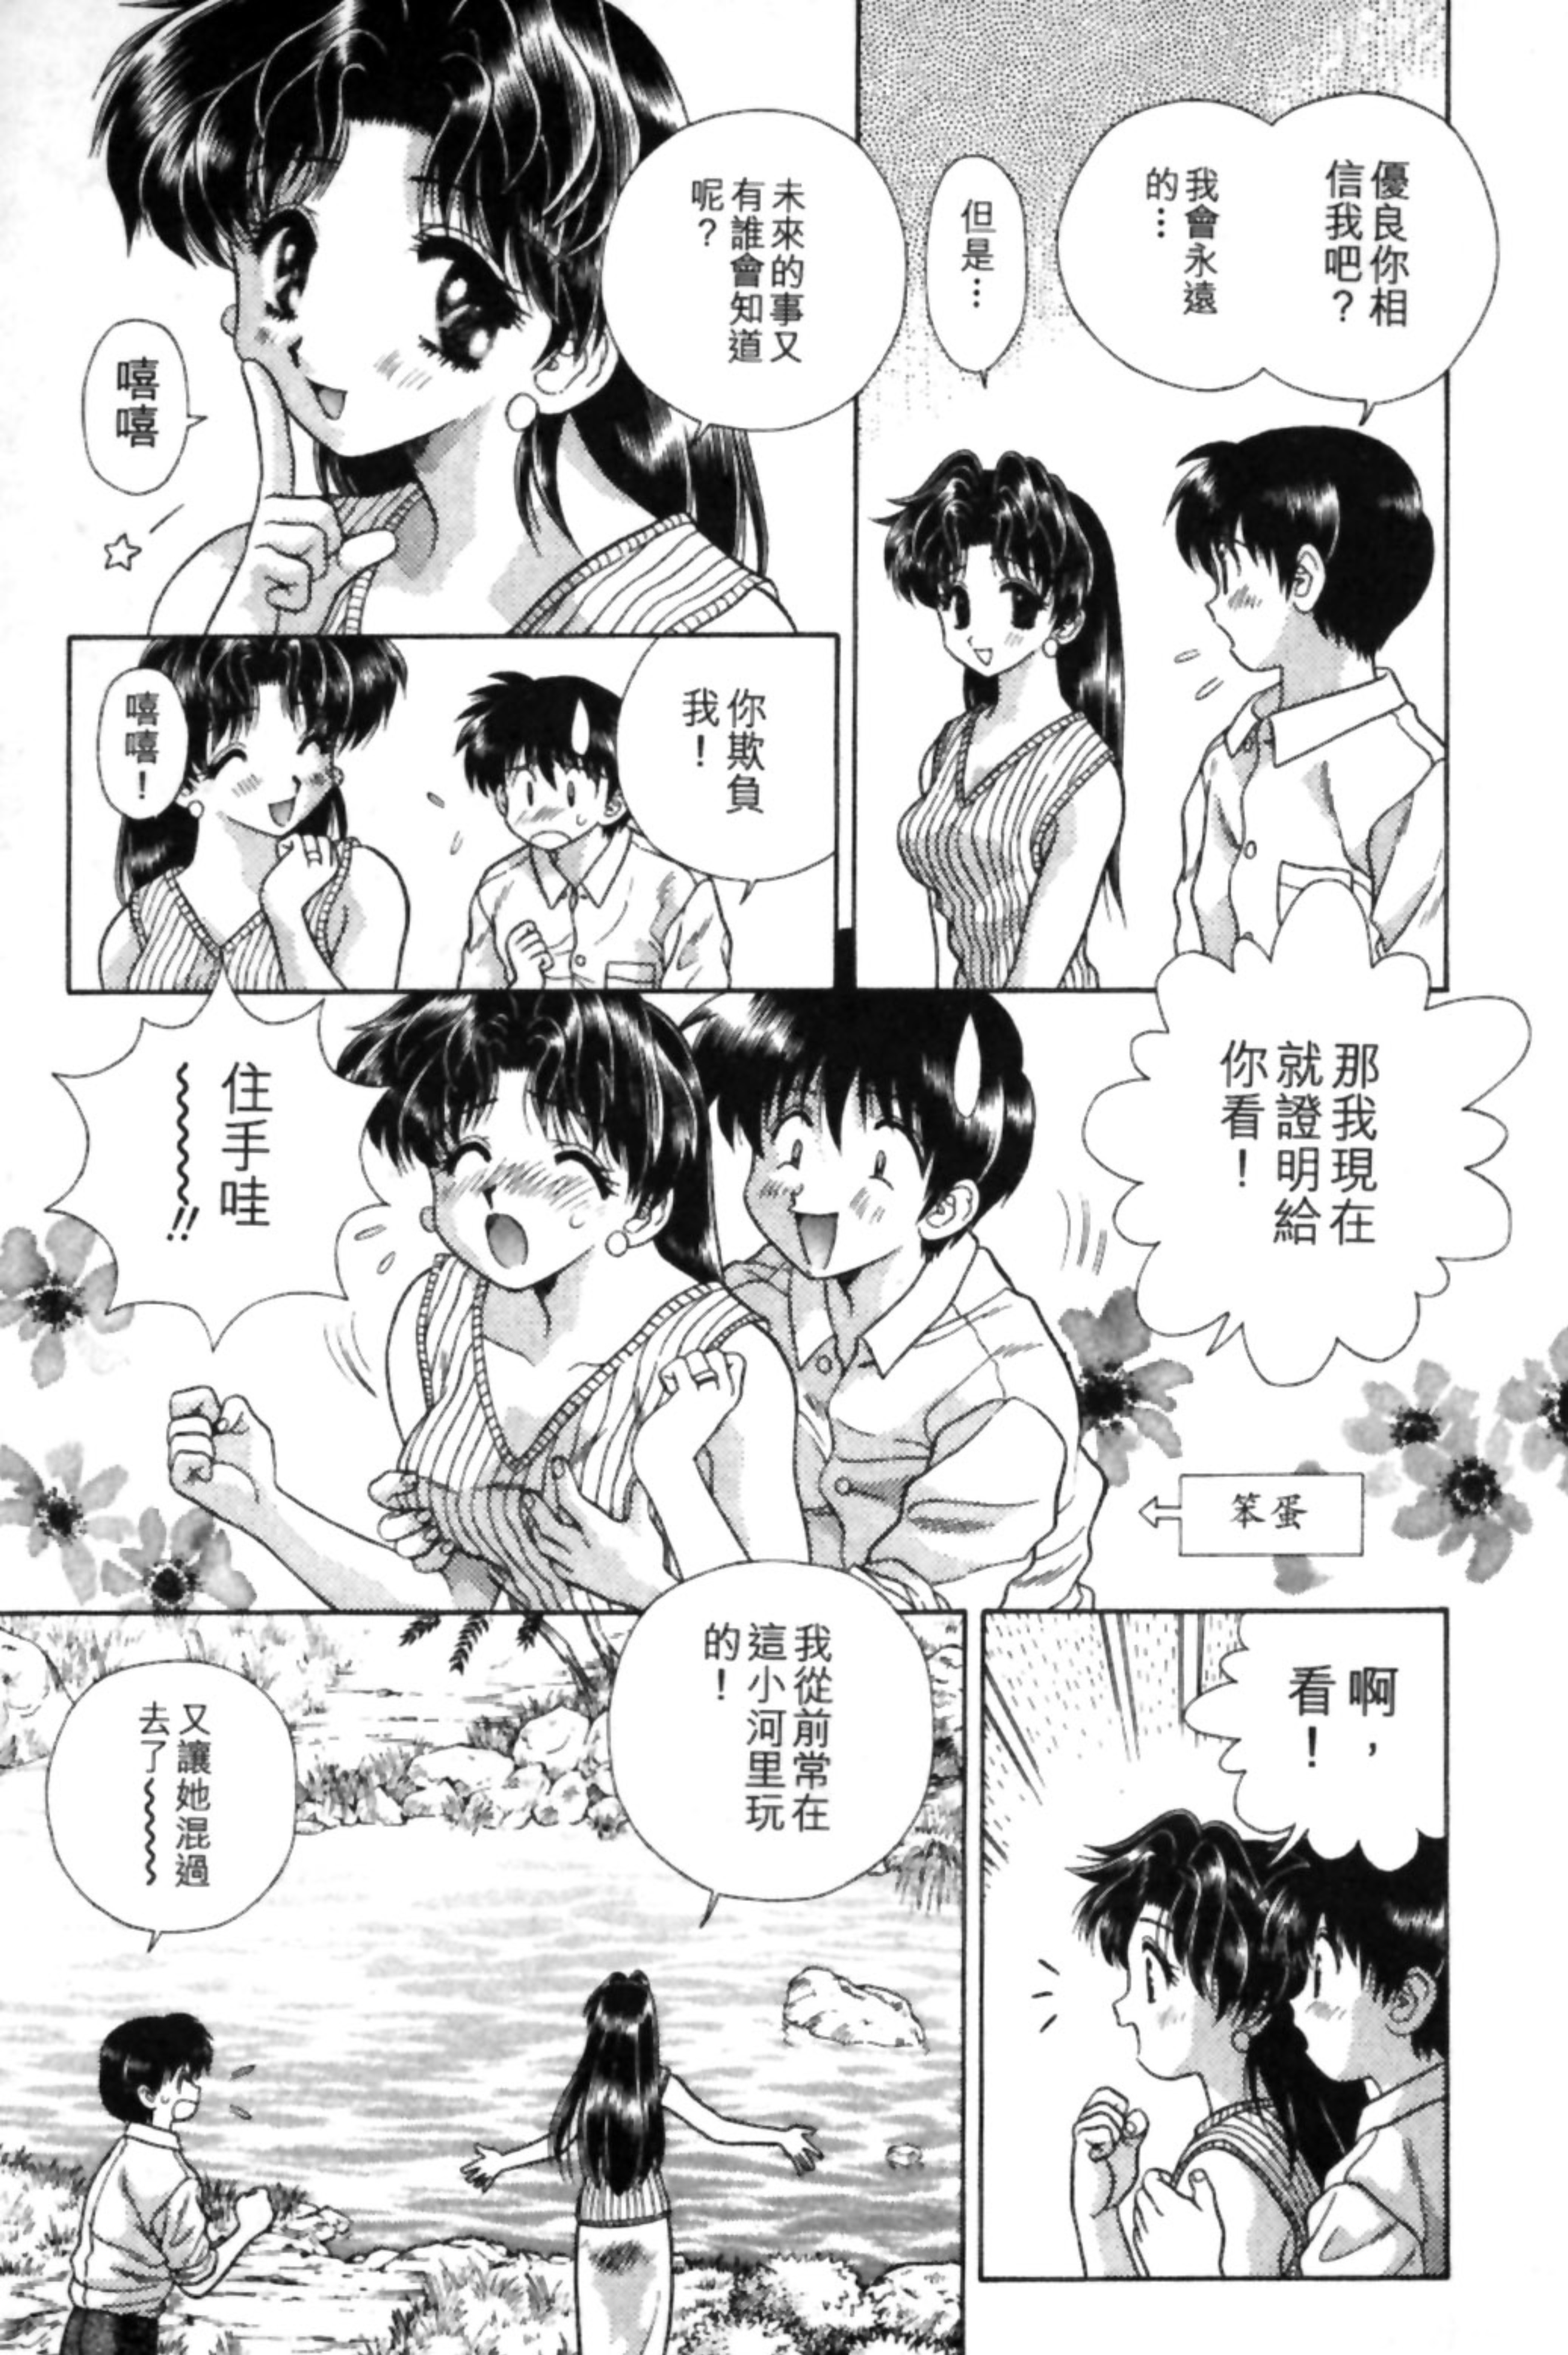 優良你相
信我吧？
我會永遠
的…
但是…
未來的事又
有誰會知道
呢？
嘻嘻
你欺負
我！
嘻嘻！
那我現在
就證明給
你看！
住手哇
～～～!!
笨蛋
啊，
看！
我從前常在
這小河里玩
的！
又讓她混過
去了～～～